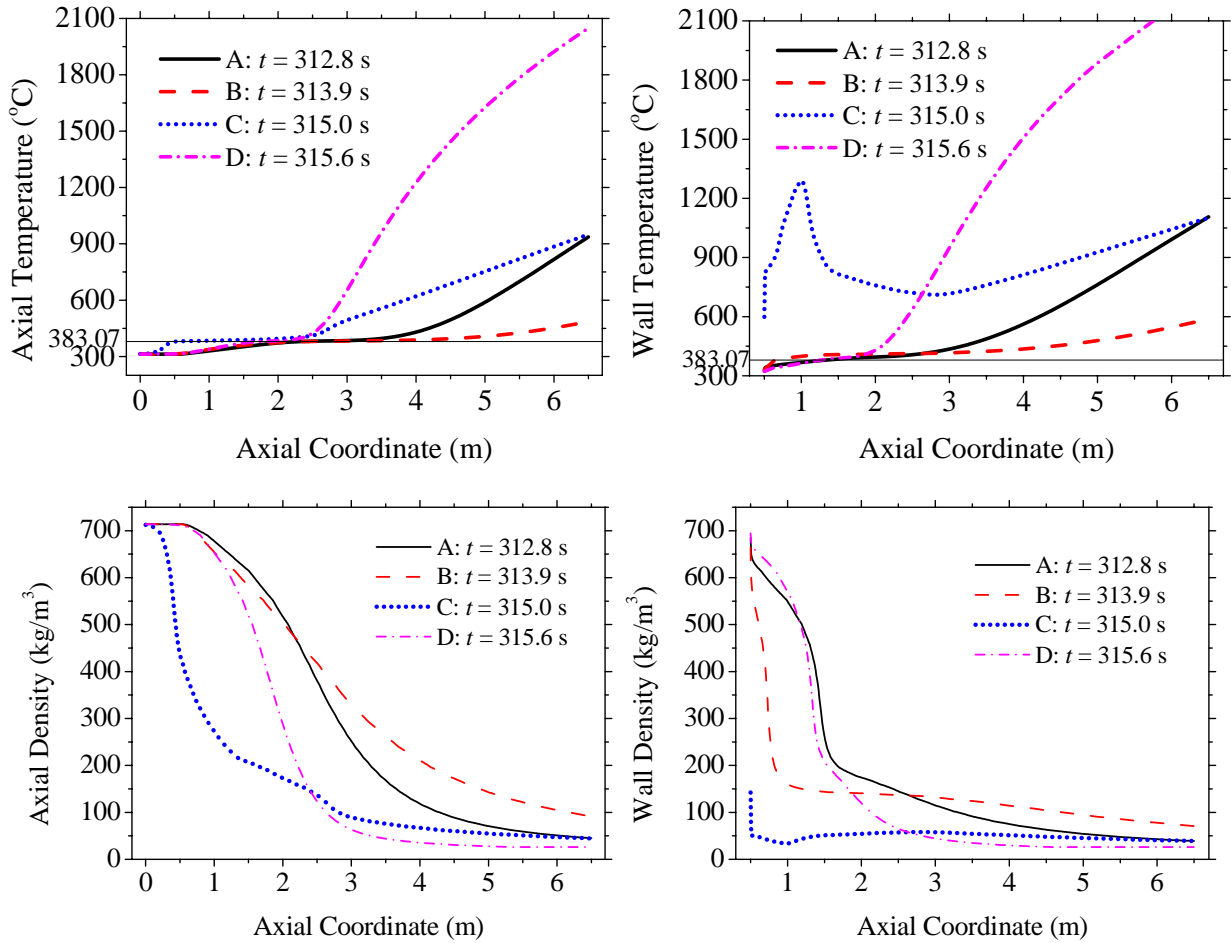 2100
1800
1500
1200
900
600
383.07
300
Axial Temperature (°C)
A: t = 312.8 s
B: t = 313.9 s
C: t = 315.0 s
D: t = 315.6 s
0 1 2 3 4 5 6
Axial Coordinate (m)
2100
1800
1500
1200
900
600
383.07
300
Wall Temperature (°C)
A: t = 312.8 s
B: t = 313.9 s
C: t = 315.0 s
D: t = 315.6 s
1 2 3 4 5 6
Axial Coordinate (m)
700
600
500
400
300
200
100
0
Axial Density (kg/m³)
A: t = 312.8 s
B: t = 313.9 s
C: t = 315.0 s
D: t = 315.6 s
0 1 2 3 4 5 6
Axial Coordinate (m)
700
600
500
400
300
200
100
0
Wall Density (kg/m³)
A: t = 312.8 s
B: t = 313.9 s
C: t = 315.0 s
D: t = 315.6 s
1 2 3 4 5 6
Axial Coordinate (m)